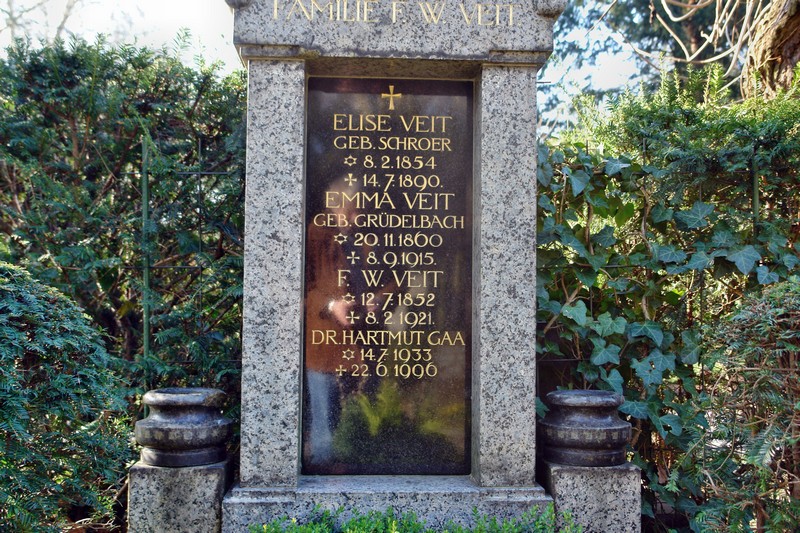 FAMILIE F. W. VEIT
ELISE VEIT
GEB. SCHROER
✡ 8.2.1854
✝ 14.7.1890.
EMMA VEIT
GEB. GRÜDELBACH
✡ 20.11.1860
✝ 8.9.1915.
F. W. VEIT
✡ 12.7.1852
✝ 8.2.1921.
DR. HARTMUT GAA
✡ 14.7.1933
✝ 22.6.1996